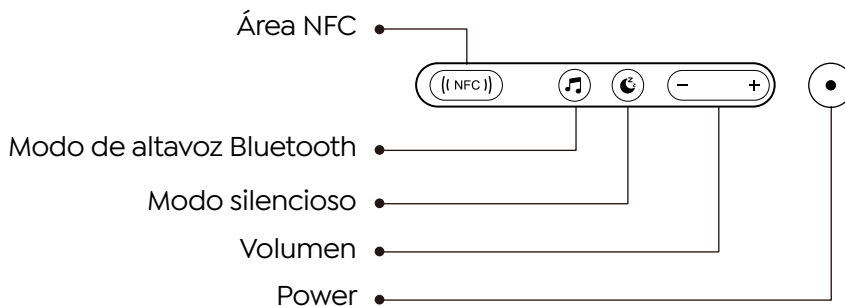 Área NFC
((NFC))
- +
Modo de altavoz Bluetooth
Modo silencioso
Volumen
Power